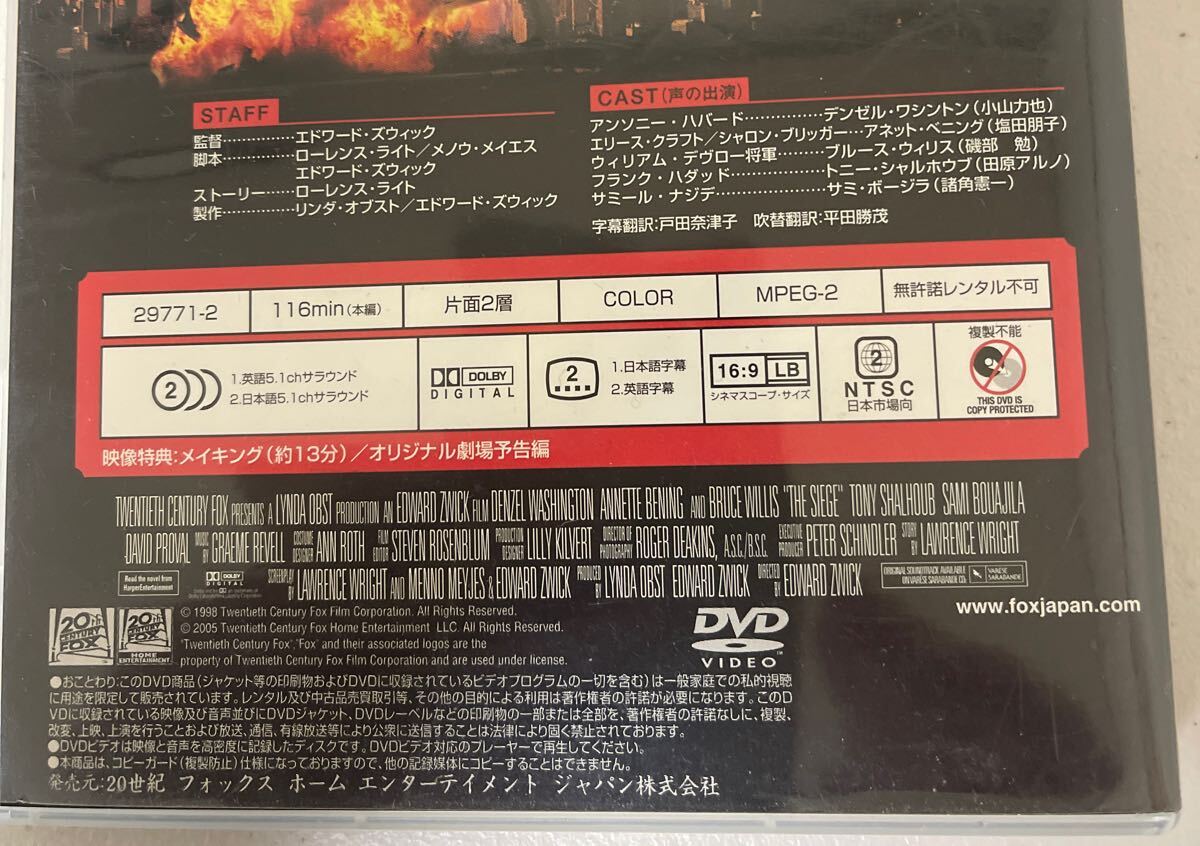 STAFF
監督…………エドワード・ズウィック
脚本…………ローレンス・ライト／メノウ・メイエス
エドワード・ズウィック
ストーリー……ローレンス・ライト
製作…………リンダ・オブスト／エドワード・ズウィック
CAST(声の出演)
アンソニー・ハバード…………デンゼル・ワシントン(小山力也)
エリース・クラフト／シャロン・ブリッガー…アネット・ベニング(塩田朋子)
ウィリアム・デヴロー将軍………ブルース・ウィリス(磯部 勉)
フランク・ハダッド………………トニー・シャルホウブ(田原アルノ)
サミール・ナジデ…………………サミ・ボージラ(諸角憲一)
字幕翻訳:戸田奈津子 吹替翻訳:平田勝茂
29771-2
116min(本編)
片面2層
COLOR
MPEG-2
無許諾レンタル不可
2
1.英語5.1chサラウンド
2.日本語5.1chサラウンド
DOLBY
DIGITAL
2
1.日本語字幕
2.英語字幕
16:9 LB
シネマスコープ・サイズ
2
NTSC
日本市場向
複製不能
THIS DVD IS
COPY PROTECTED
映像特典:メイキング(約13分)／オリジナル劇場予告編
TWENTIETH CENTURY FOX PRESENTS A LYNDA OBST PRODUCTION AN EDWARD ZWICK FILM DENZEL WASHINGTON ANNETTE BENING AND BRUCE WILLIS "THE SIEGE" TONY SHALHOUB SAMI BOUAJILA
DAVID PROVAL MUSIC BY GRAEME REVELL COSTUME DESIGNER ANN ROTH FILM EDITOR STEVEN ROSENBLUM PRODUCTION DESIGNER LILLY KILVERT DIRECTOR OF PHOTOGRAPHY ROGER DEAKINS, A.S.C./B.S.C. EXECUTIVE PRODUCER PETER SCHINDLER STORY BY LAWRENCE WRIGHT
Read the novel from
HarperEntertainment
DOLBY
DIGITAL
SCREENPLAY BY LAWRENCE WRIGHT AND MENNO MEYJES & EDWARD ZWICK PRODUCED BY LYNDA OBST EDWARD ZWICK DIRECTED BY EDWARD ZWICK
ORIGINAL SOUNDTRACK AVAILABLE
ON VARÈSE SARABANDE CD.
VARÈSE
SARABANDE
www.foxjapan.com
20th
CENTURY
FOX
20th
CENTURY
FOX
HOME
ENTERTAINMENT
© 1998 Twentieth Century Fox Film Corporation. All Rights Reserved.
© 2005 Twentieth Century Fox Home Entertainment LLC. All Rights Reserved.
"Twentieth Century Fox","Fox" and their associated logos are the
property of Twentieth Century Fox Film Corporation and are used under license.
DVD
VIDEO
●おことわり:このDVD商品(ジャケット等の印刷物およびDVDに収録されているビデオプログラムの一切を含む)は一般家庭での私的視聴
に用途を限定して販売されています。レンタル及び中古品売買取引等、その他の目的による利用は著作権者の許諾が必要になります。このD
VDに収録されている映像及び音声並びにDVDジャケット、DVDレーベルなどの印刷物の一部または全部を、著作権者の許諾なしに、複製、
改変、上映、上演を行うことおよび放送、通信、有線放送等により公衆に送信することは法律により固く禁止されております。
●DVDビデオは映像と音声を高密度に記録したディスクです。DVDビデオ対応のプレーヤーで再生してください。
●本商品は、コピーガード(複製防止)仕様になっておりますので、他の記録媒体にコピーすることはできません。
発売元:20世紀 フォックス ホーム エンターテイメント ジャパン株式会社